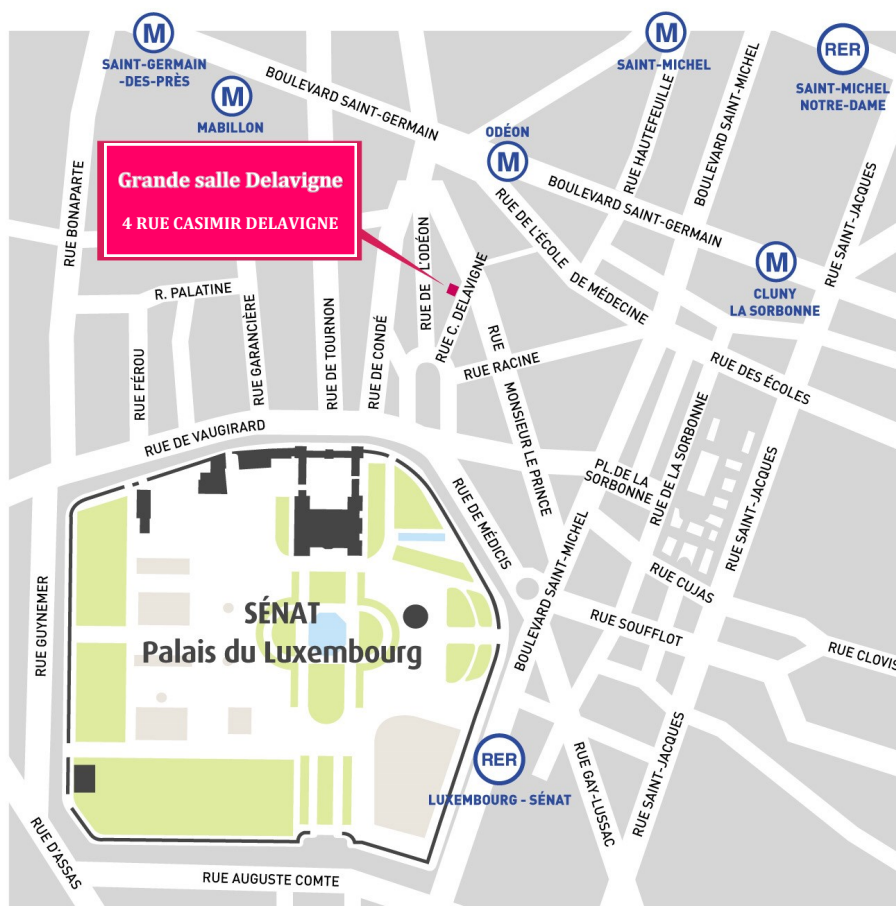 M
SAINT-GERMAIN
-DES-PRÈS
M
MABILLON
M
SAINT-MICHEL
RER
SAINT-MICHEL
NOTRE-DAME
ODÉON
M
M
CLUNY
LA SORBONNE
BOULEVARD SAINT-GERMAIN
BOULEVARD SAINT-GERMAIN
BOULEVARD SAINT-MICHEL
RUE HAUTEFEUILLE
RUE SAINT-JACQUES
RUE BONAPARTE
Grande salle Delavigne
4 RUE CASIMIR DELAVIGNE
RUE DE L'ÉCOLE DE MÉDECINE
RUE DE L'ODÉON
RUE C. DELAVIGNE
R. PALATINE
RUE FÉROU
RUE GARANCIÈRE
RUE DE TOURNON
RUE DE CONDÉ
RUE RACINE
RUE MONSIEUR LE PRINCE
RUE DES ÉCOLES
RUE DE VAUGIRARD
RUE DE MÉDICIS
PL. DE LA
SORBONNE
RUE DE LA SORBONNE
RUE SAINT-JACQUES
BOULEVARD SAINT-MICHEL
RUE CUJAS
RUE SOUFFLOT
RUE CLOVIS
RUE GUYNEMER
SÉNAT
Palais du Luxembourg
RER
LUXEMBOURG - SÉNAT
RUE GAY-LUSSAC
RUE SAINT-JACQUES
RUE D'ASSAS
RUE AUGUSTE COMTE